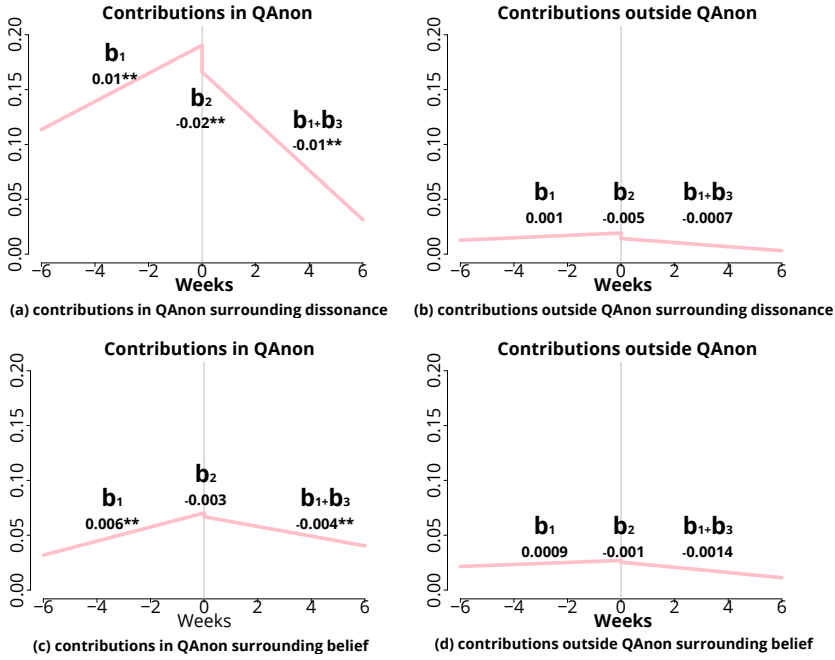 Contributions in QAnon
0.20
0.15
0.10
0.05
0.00
b1
0.01**
b2
-0.02**
b1+b3
-0.01**
−6 −4 −2 0 2 4 6
Weeks
(a) contributions in QAnon surrounding dissonance
Contributions outside QAnon
0.20
0.15
0.10
0.05
0.00
b1 b2 b1+b3
0.001 -0.005 -0.0007
−6 −4 −2 0 2 4 6
Weeks
(b) contributions outside QAnon surrounding dissonance
Contributions in QAnon
0.20
0.15
0.10
0.05
0.00
b1
0.006**
b2
-0.003
b1+b3
-0.004**
−6 −4 −2 0 2 4 6
Weeks
(c) contributions in QAnon surrounding belief
Contributions outside QAnon
0.20
0.15
0.10
0.05
0.00
b1 b2 b1+b3
0.0009 -0.001 -0.0014
−6 −4 −2 0 2 4 6
Weeks
(d) contributions outside QAnon surrounding belief